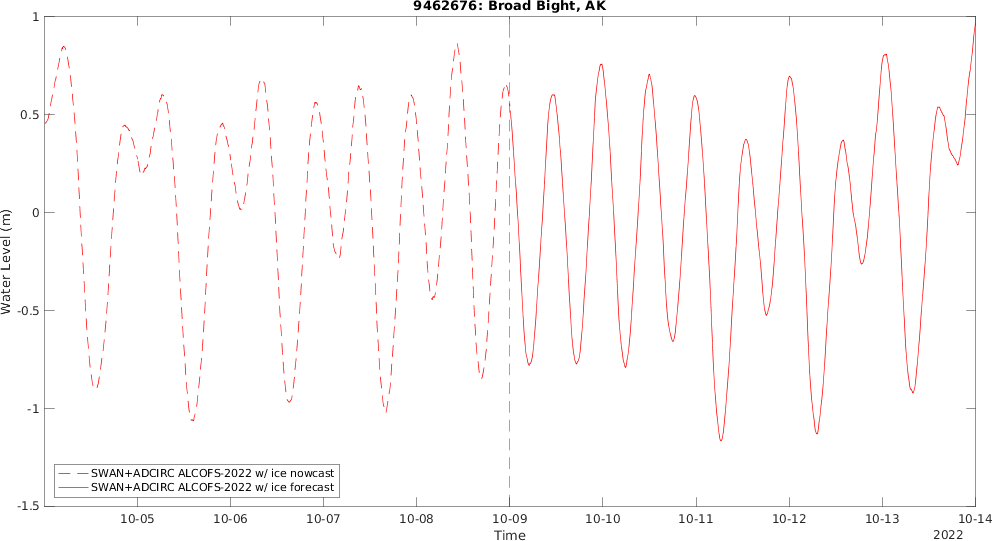 9462676: Broad Bight, AK
Water Level (m)
1
0.5
0
-0.5
-1
-1.5
SWAN+ADCIRC ALCOFS-2022 w/ ice nowcast
SWAN+ADCIRC ALCOFS-2022 w/ ice forecast
10-05 10-06 10-07 10-08 10-09 10-10 10-11 10-12 10-13 10-14
Time
2022